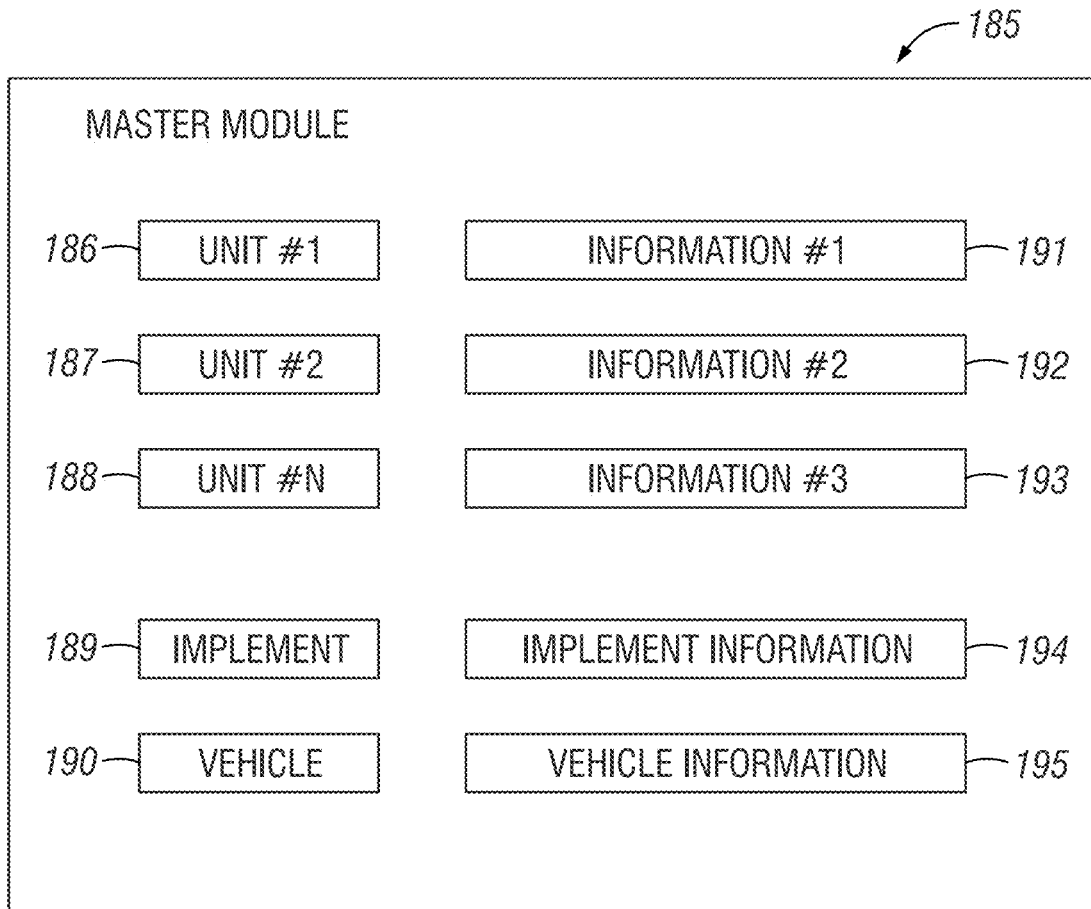 185
MASTER MODULE
186 UNIT #1 INFORMATION #1 191
187 UNIT #2 INFORMATION #2 192
188 UNIT #N INFORMATION #3 193
189 IMPLEMENT IMPLEMENT INFORMATION 194
190 VEHICLE VEHICLE INFORMATION 195